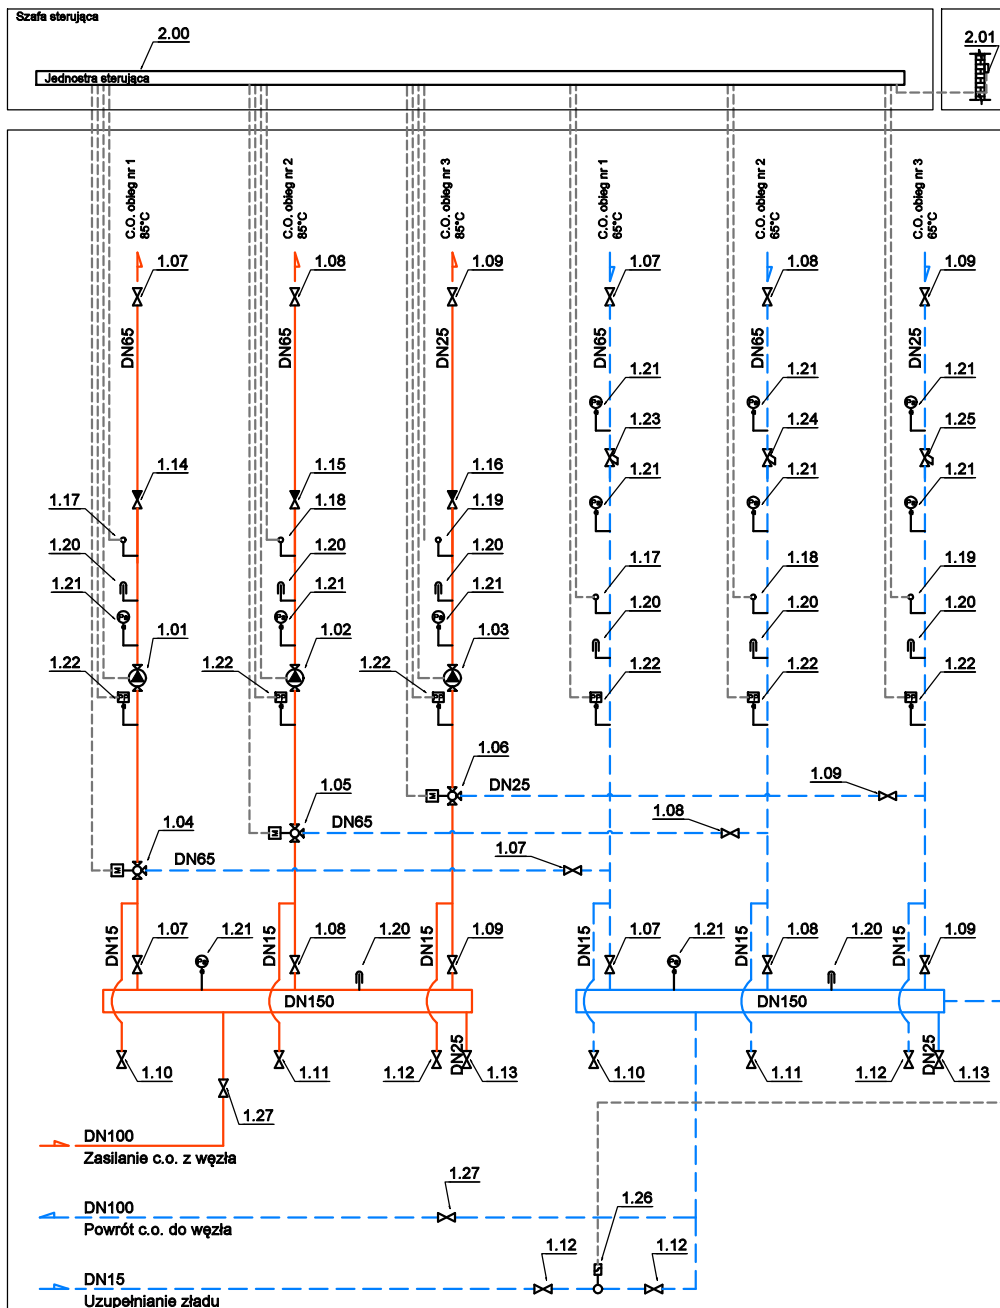 Szafa sterująca
2.00
2.01
Jednostra sterująca
C.O. obieg nr 1
85°C
C.O. obieg nr 2
85°C
C.O. obieg nr 3
85°C
C.O. obieg nr 1
65°C
C.O. obieg nr 2
65°C
C.O. obieg nr 3
65°C
1.07 1.08 1.09 1.07 1.08 1.09
DN65 DN65 DN25 DN65 DN65 DN25
1.21 1.21 1.21
1.23 1.24 1.25
1.14 1.15 1.16 1.21 1.21 1.21
1.17 1.18 1.19
1.20 1.20 1.20 1.17 1.18 1.19
1.21 1.21 1.21
1.01 1.02 1.03 1.20 1.20 1.20
1.22 1.22 1.22 1.22 1.22 1.22
1.06
DN25 1.09
1.05
DN65 1.08
1.04
DN65 1.07
M M M
DN15 1.07 1.21 DN15 1.08 1.20 DN15 1.09 DN15 1.07 1.21 DN15 1.08 1.20 DN15 1.09
DN150 DN150
1.10 1.11 1.12 DN25 1.13 1.10 1.11 1.12 DN25 1.13
1.27
DN100
Zasilanie c.o. z węzła
1.27
DN100
Powrót c.o. do węzła
1.26
1.12 1.12
DN15
Uzupełnianie zładu